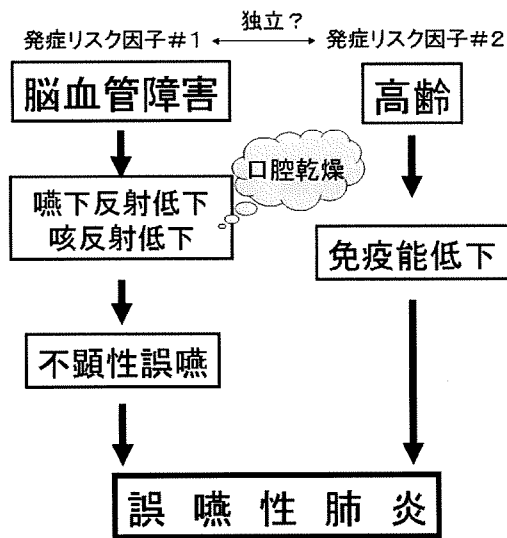 独立？
発症リスク因子＃1
発症リスク因子＃2
脳血管障害
高齢
口腔乾燥
嚥下反射低下
咳反射低下
免疫能低下
不顕性誤嚥
誤嚥性肺炎